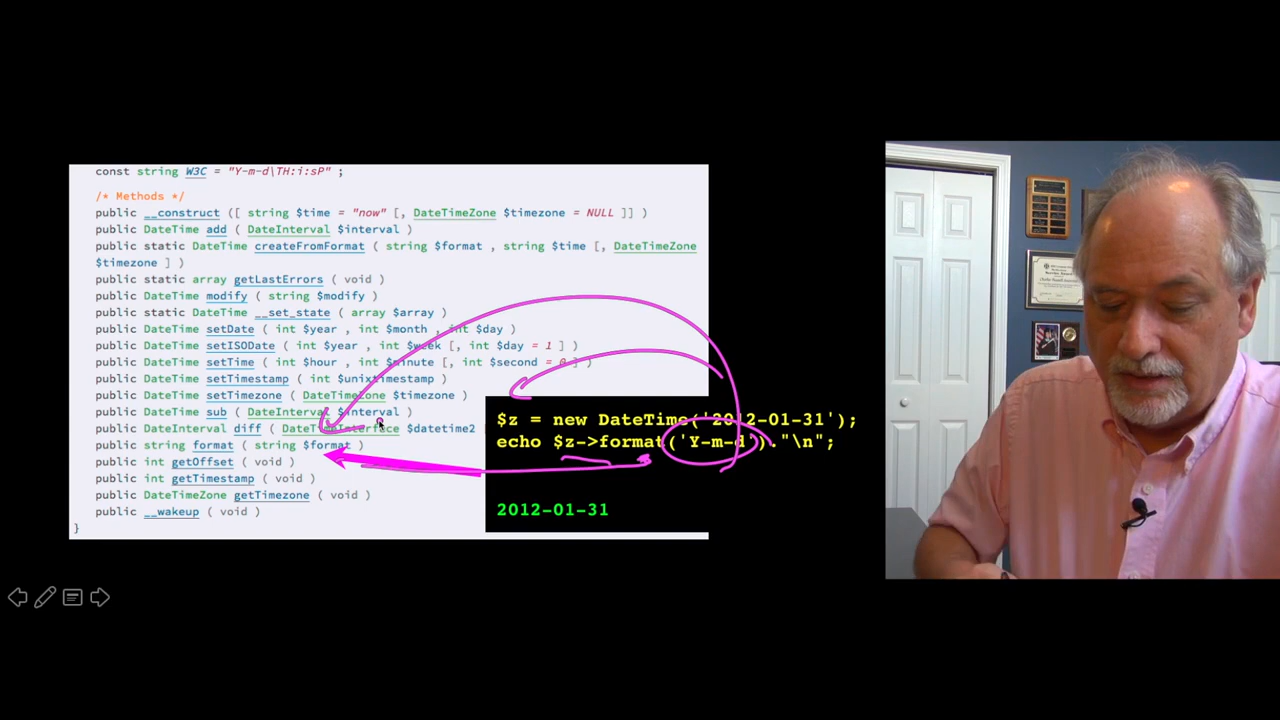 const string W3C = "Y-m-d\TH:i:sP" ;
/* Methods */
public __construct ([ string $time = "now" [, DateTimeZone $timezone = NULL ]] )
public DateTime add ( DateInterval $interval )
public static DateTime createFromFormat ( string $format , string $time [, DateTimeZone
$timezone ] )
public static array getLastErrors ( void )
public DateTime modify ( string $modify )
public static DateTime __set_state ( array $array )
public DateTime setDate ( int $year , int $month , int $day )
public DateTime setISODate ( int $year , int $week [, int $day = 1 ] )
public DateTime setTime ( int $hour , int $minute [, int $second = 0 ] )
public DateTime setTimestamp ( int $unixtimestamp )
public DateTime setTimezone ( DateTimeZone $timezone )
public DateTime sub ( DateInterval $interval )
public DateInterval diff ( DateTimeInterface $datetime2
public string format ( string $format )
public int getOffset ( void )
public int getTimestamp ( void )
public DateTimeZone getTimezone ( void )
public __wakeup ( void )
}
$z = new DateTime('2012-01-31');
echo $z->format('Y-m-d')."\n";
2012-01-31